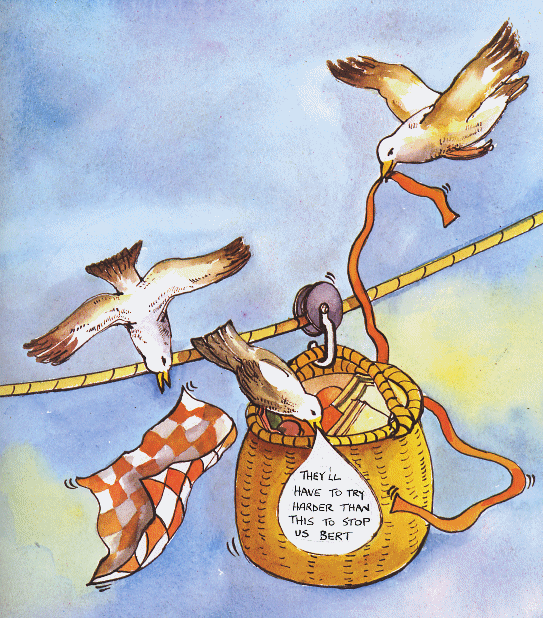 THEY'LL
HAVE TO TRY
HARDER THAN
THIS TO STOP
US BERT